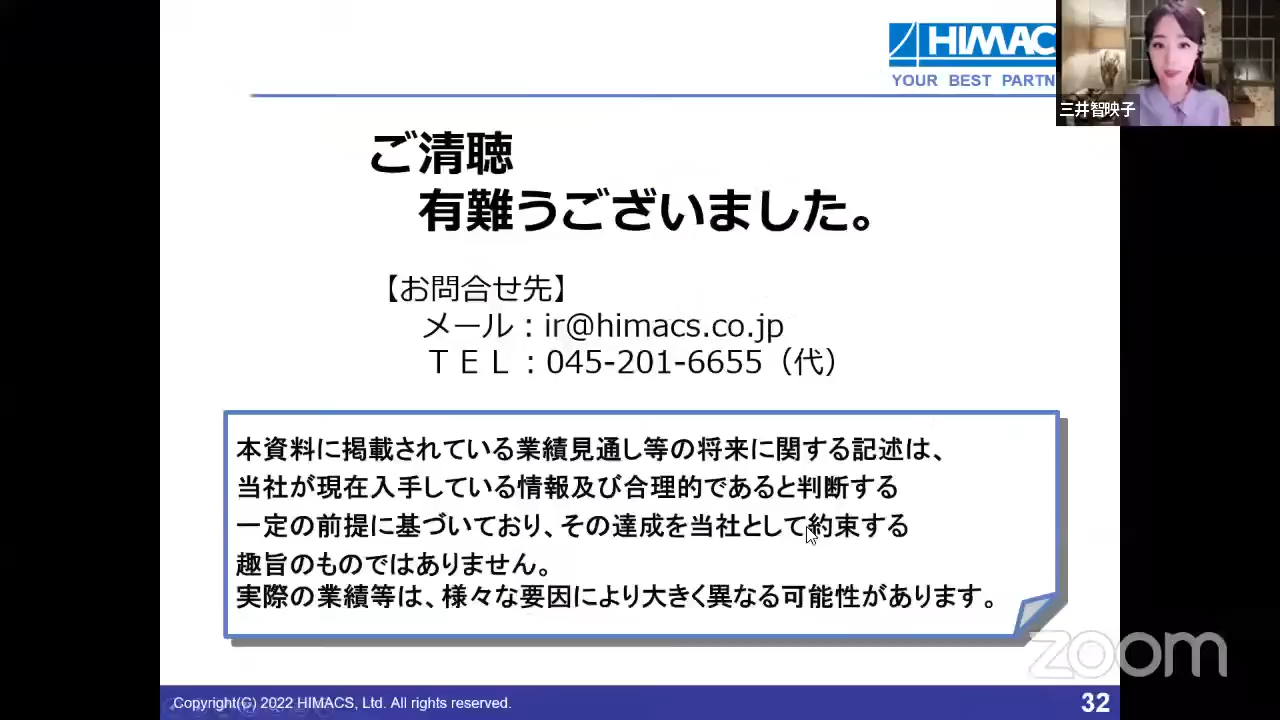 HIMAC
YOUR BEST PARTN
三井智映子
ご清聴
有難うございました。
【お問合せ先】
メール：ir@himacs.co.jp
ＴＥＬ：045-201-6655（代）
本資料に掲載されている業績見通し等の将来に関する記述は、
当社が現在入手している情報及び合理的であると判断する
一定の前提に基づいており、その達成を当社として約束する
趣旨のものではありません。
実際の業績等は、様々な要因により大きく異なる可能性があります。
zoom
Copyright(C) 2022 HIMACS, Ltd. All rights reserved.
32